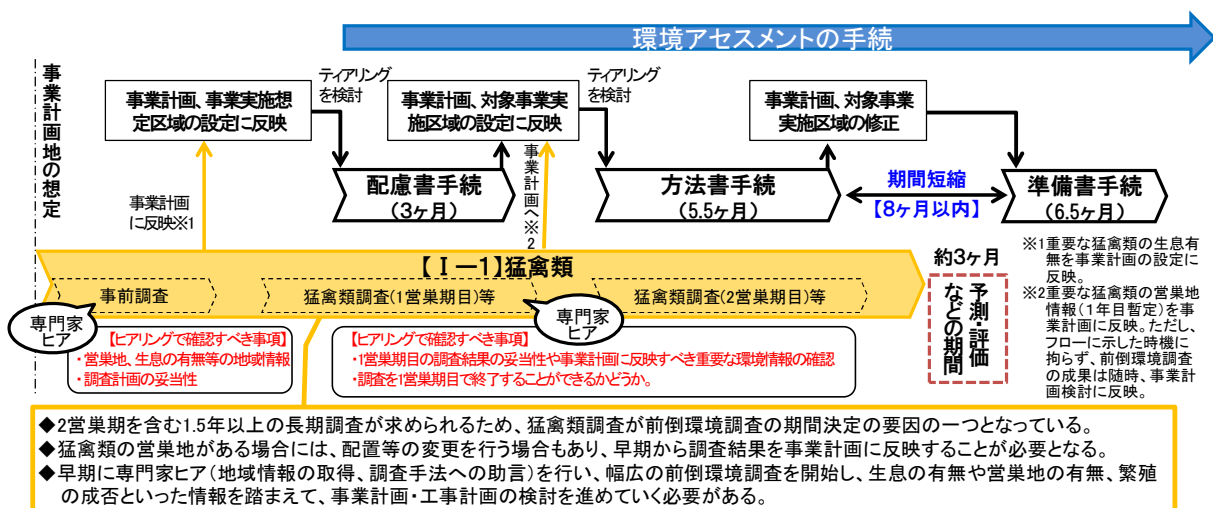 環境アセスメントの手続
事業計画地の想定
事業計画、事業実施想
定区域の設定に反映
ティアリング
を検討
事業計画、対象事業実
施区域の設定に反映
ティアリング
を検討
事業計画、対象事業
実施区域の修正
配慮書手続
(3ヶ月)
方法書手続
(5.5ヶ月)
期間短縮
【8ヶ月以内】
準備書手続
(6.5ヶ月)
事業計画
に反映※1
事業計画へ※2
【Ⅰ－1】猛禽類
事前調査
猛禽類調査(1営巣期目)等
猛禽類調査(2営巣期目)等
専門家
ヒア
【ヒアリングで確認すべき事項】
・営巣地、生息の有無等の地域情報
・調査計画の妥当性
専門家
ヒア
【ヒアリングで確認すべき事項】
・1営巣期目の調査結果の妥当性や事業計画に反映すべき重要な環境情報の確認
・調査を1営巣期目で終了することができるかどうか。
約3ヶ月
予測・評価
などの期間
※1重要な猛禽類の生息有
無を事業計画の設定に
反映。
※2重要な猛禽類の営巣地
情報(1年目暫定)を事
業計画に反映。ただし、
フローに示した時機に
拘らず、前倒環境調査
の成果は随時、事業計
画検討に反映。
◆2営巣期を含む1.5年以上の長期調査が求められるため、猛禽類調査が前倒環境調査の期間決定の要因の一つとなっている。
◆猛禽類の営巣地がある場合には、配置等の変更を行う場合もあり、早期から調査結果を事業計画に反映することが必要となる。
◆早期に専門家ヒア(地域情報の取得、調査手法への助言)を行い、幅広の前倒環境調査を開始し、生息の有無や営巣地の有無、繁殖
の成否といった情報を踏まえて、事業計画・工事計画の検討を進めていく必要がある。